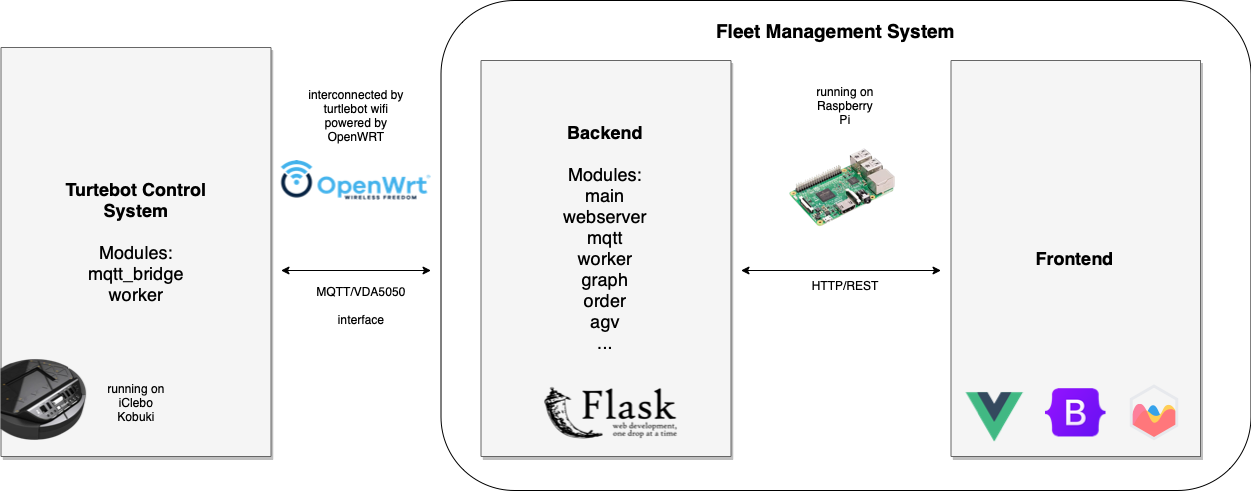 Fleet Management System
Turtebot Control
System
Modules:
mqtt_bridge
worker
running on
iClebo
Kobuki
interconnected by
turtlebot wifi
powered by
OpenWRT
OpenWrt
WIRELESS FREEDOM
MQTT/VDA5050
interface
Backend
Modules:
main
webserver
mqtt
worker
graph
order
agv
...
Flask
web development,
one drop at a time
running on
Raspberry
Pi
HTTP/REST
Frontend
B